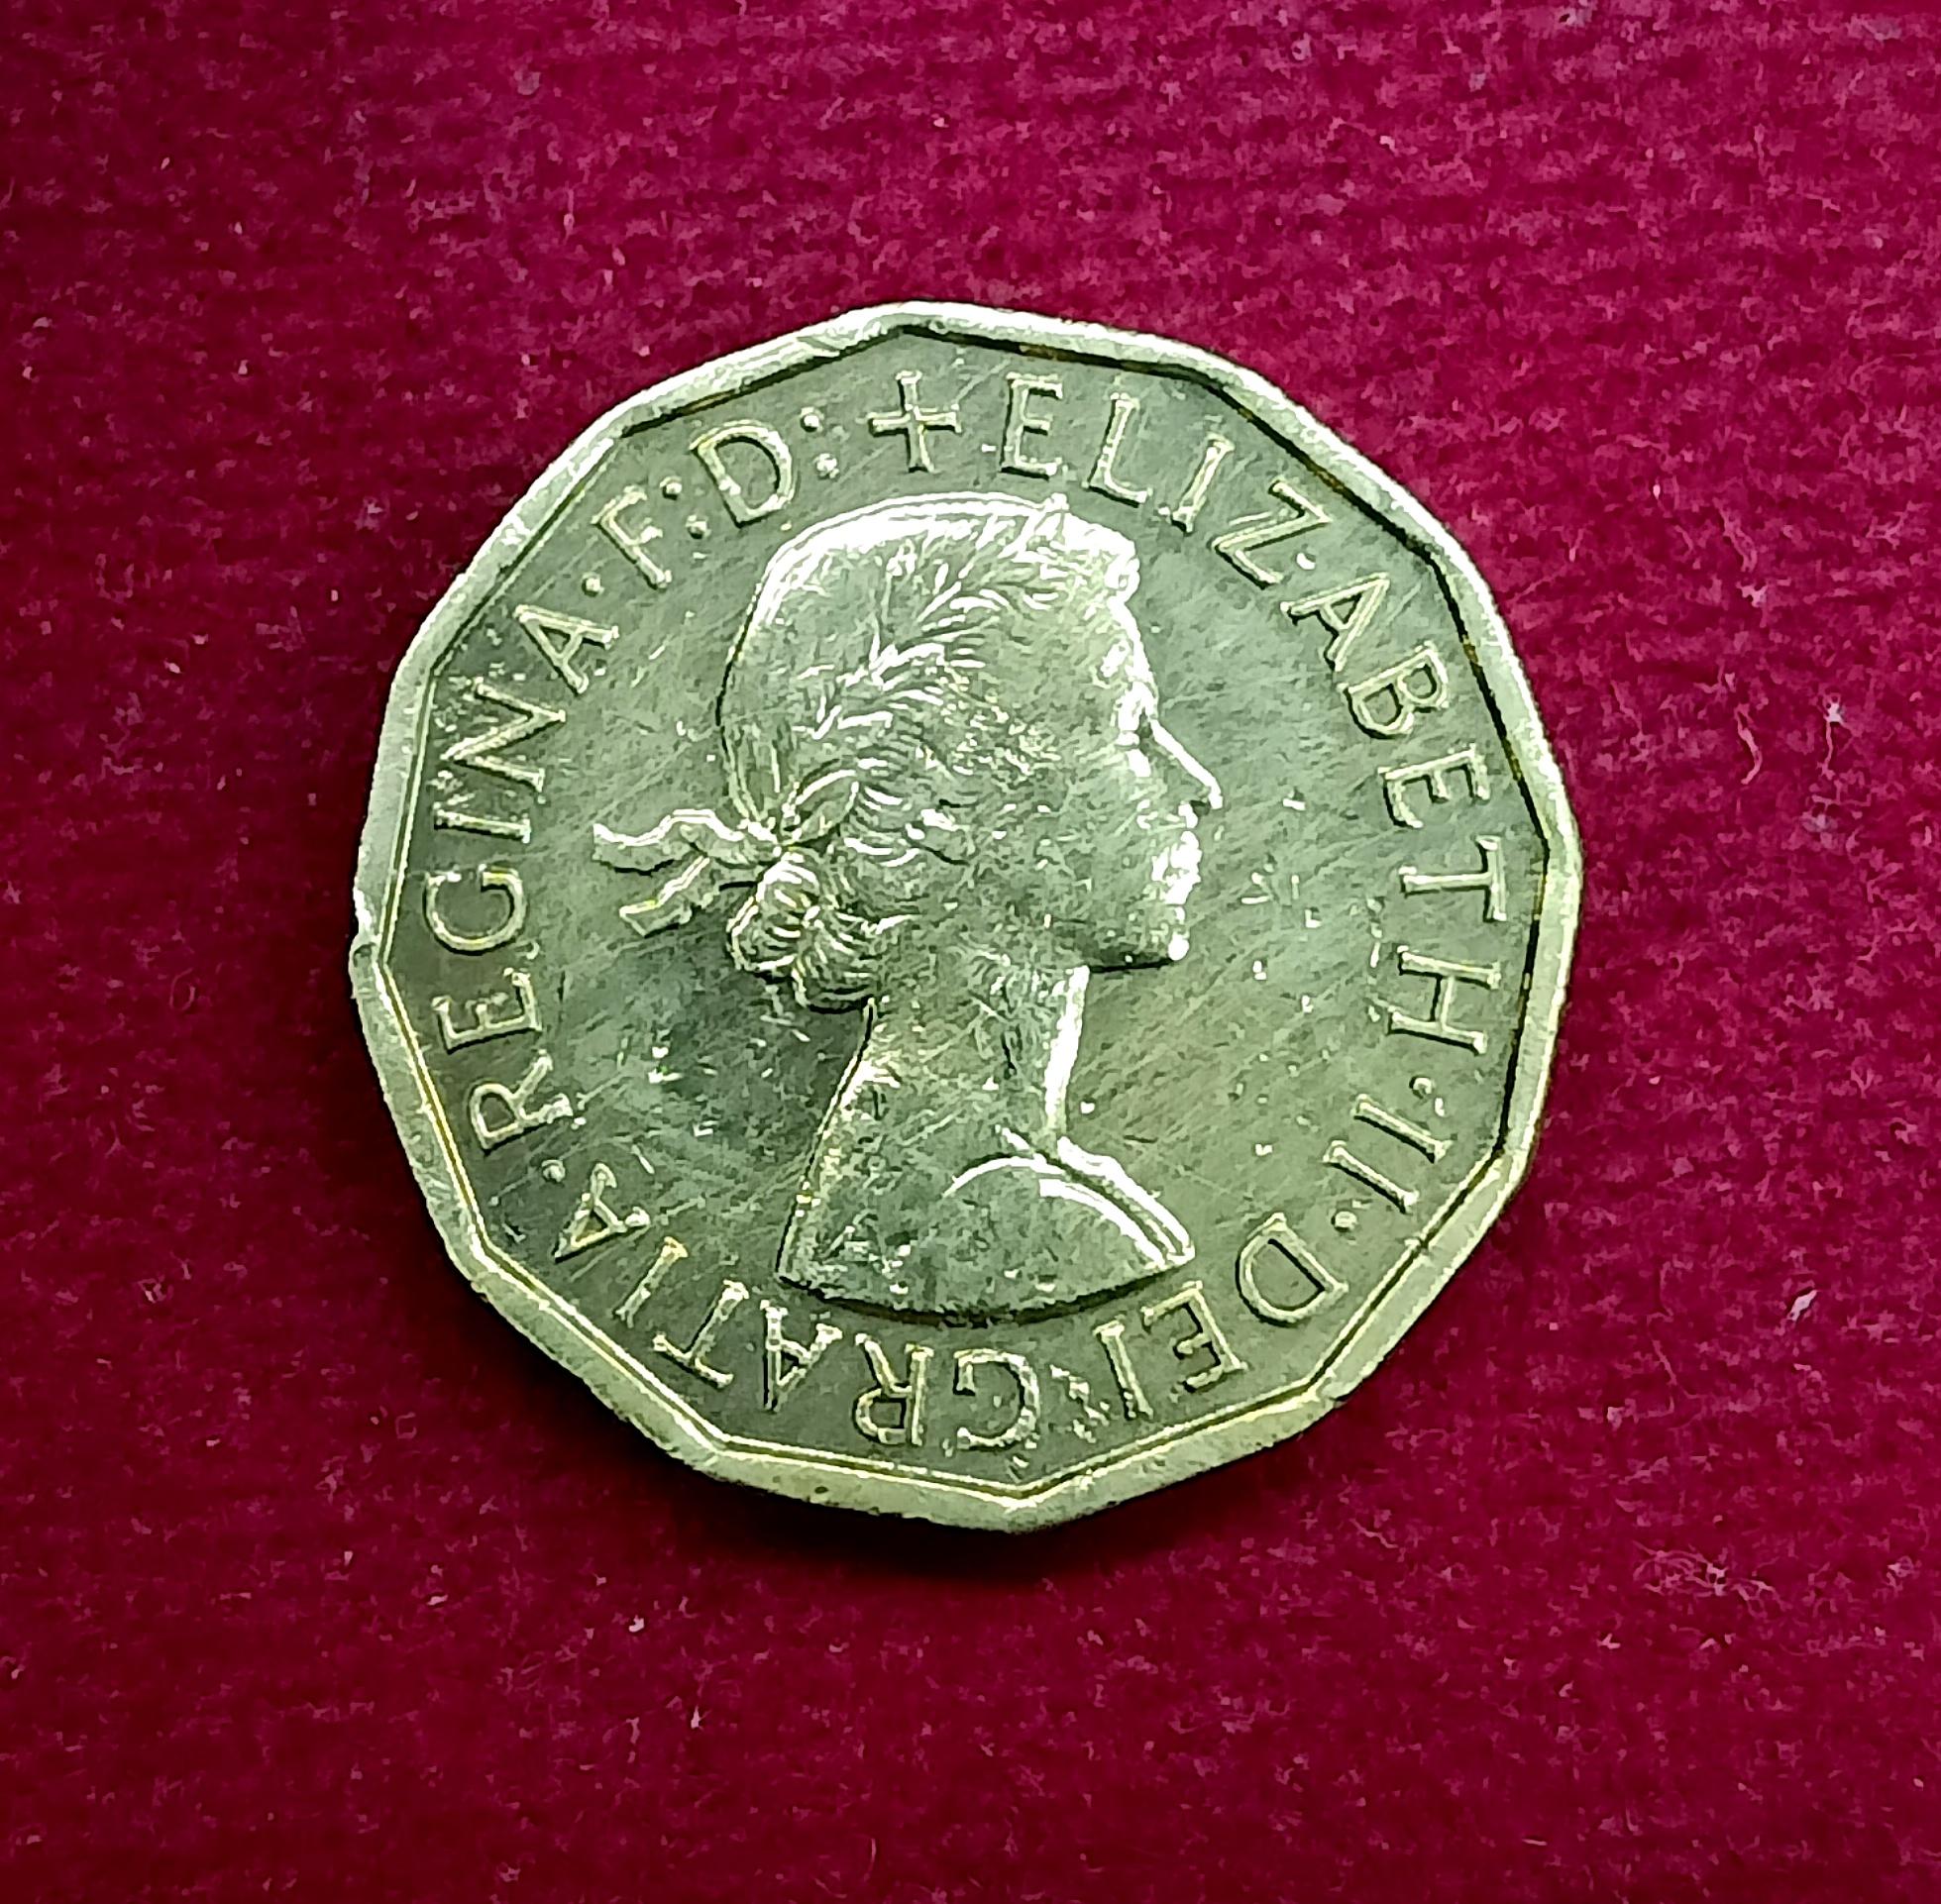 + ELIZABETH · II · DEI GRATIA · REGINA · F: D: